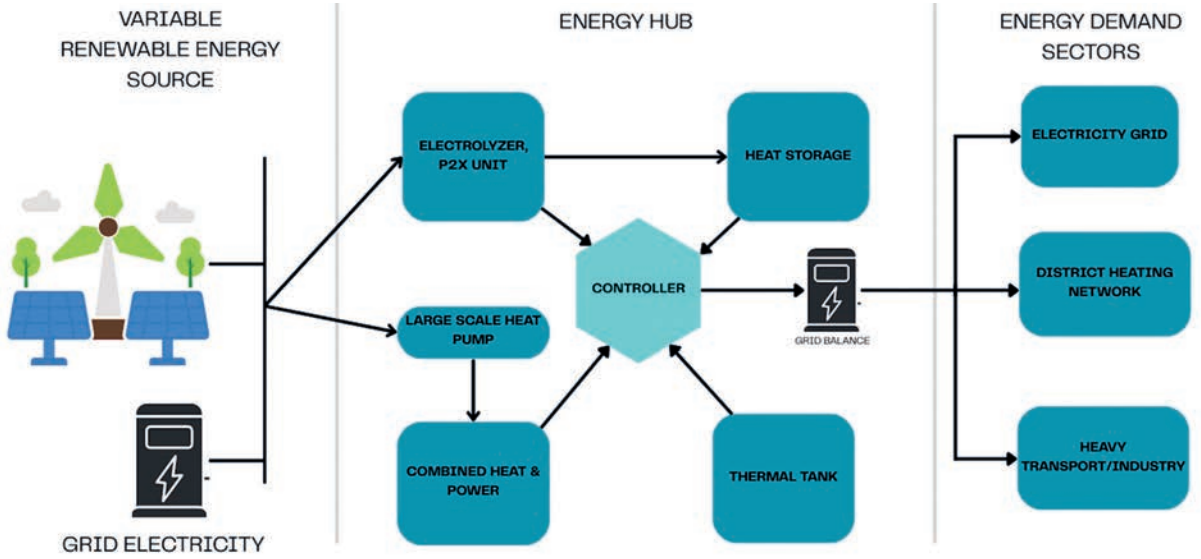 VARIABLE
RENEWABLE ENERGY
SOURCE
GRID ELECTRICITY
ENERGY HUB
ELECTROLYZER,
P2X UNIT
HEAT STORAGE
CONTROLLER
LARGE SCALE HEAT
PUMP
GRID BALANCE
COMBINED HEAT &
POWER
THERMAL TANK
ENERGY DEMAND
SECTORS
ELECTRICITY GRID
DISTRICT HEATING
NETWORK
HEAVY
TRANSPORT/INDUSTRY